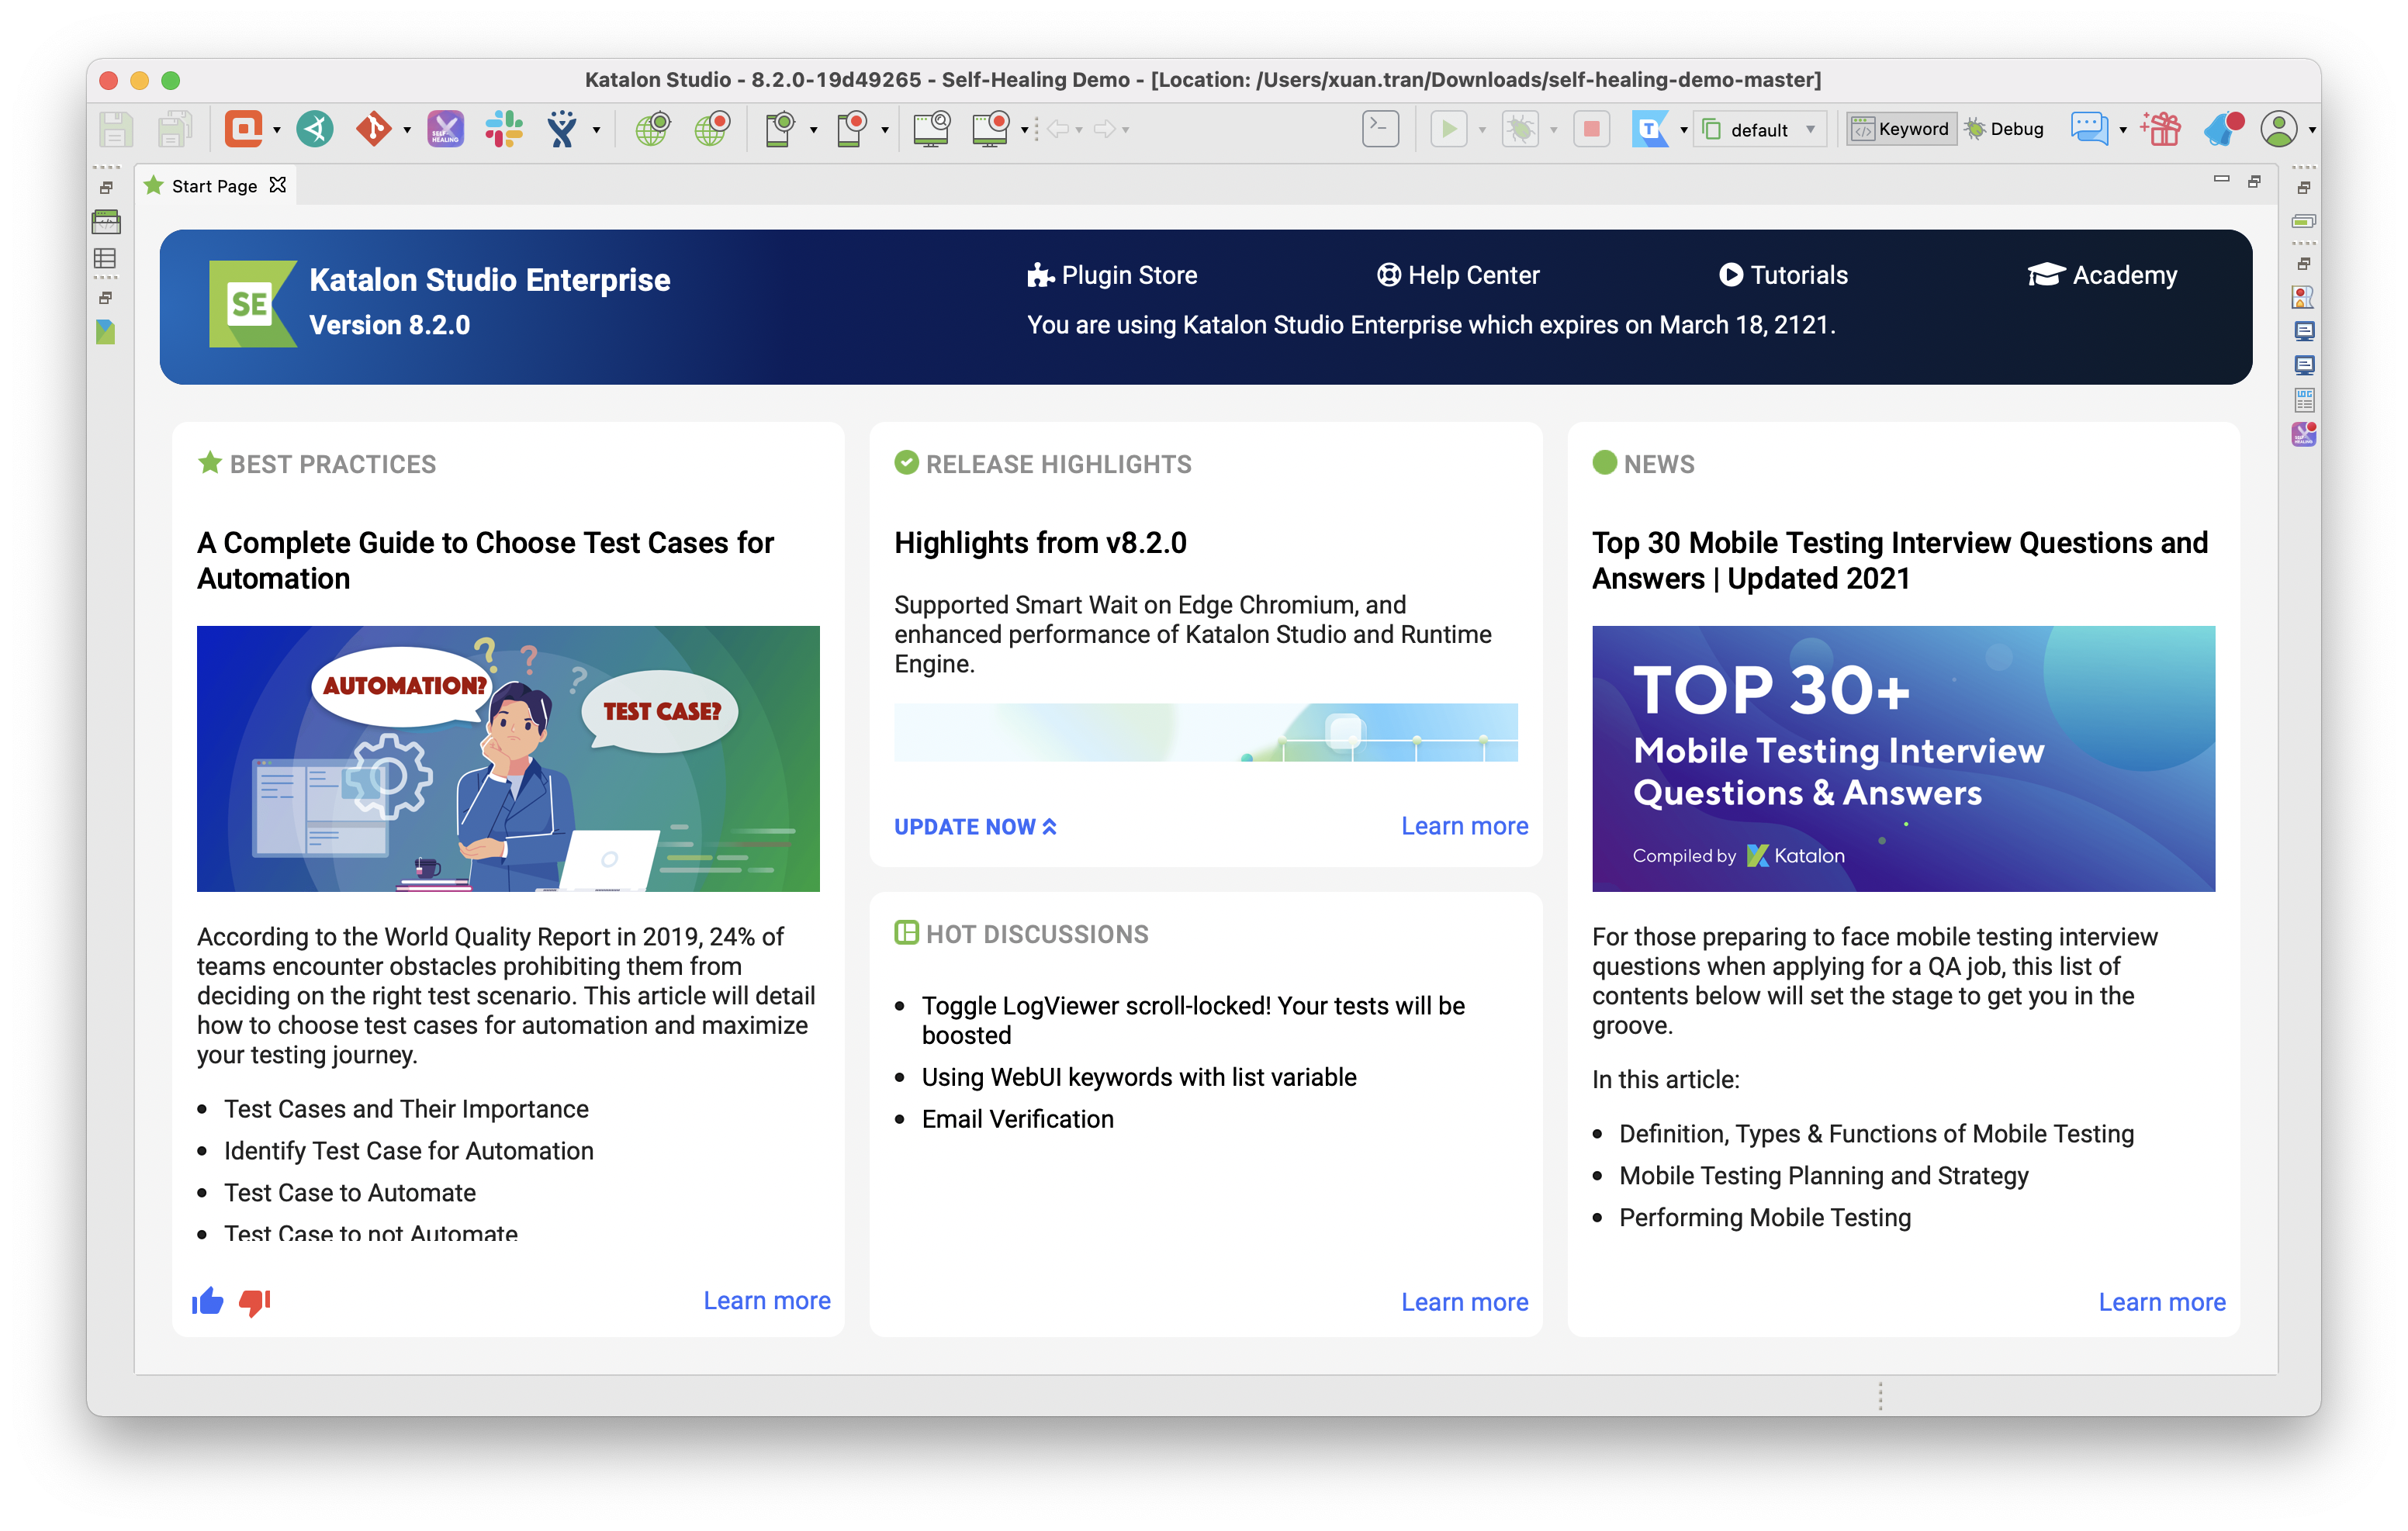 Katalon Studio - 8.2.0-19d49265 - Self-Healing Demo - [Location: /Users/xuan.tran/Downloads/self-healing-demo-master]
SELF-HEALING
default
Keyword
Debug
Start Page
SE
Katalon Studio Enterprise
Version 8.2.0
Plugin Store
Help Center
Tutorials
Academy
You are using Katalon Studio Enterprise which expires on March 18, 2121.
LOG
BEST PRACTICES
A Complete Guide to Choose Test Cases for
Automation
AUTOMATION?
TEST CASE?
According to the World Quality Report in 2019, 24% of
teams encounter obstacles prohibiting them from
deciding on the right test scenario. This article will detail
how to choose test cases for automation and maximize
your testing journey.
Test Cases and Their Importance
Identify Test Case for Automation
Test Case to Automate
Test Case to not Automate
Learn more
RELEASE HIGHLIGHTS
Highlights from v8.2.0
Supported Smart Wait on Edge Chromium, and
enhanced performance of Katalon Studio and Runtime
Engine.
UPDATE NOW
Learn more
HOT DISCUSSIONS
Toggle LogViewer scroll-locked! Your tests will be
boosted
Using WebUI keywords with list variable
Email Verification
Learn more
NEWS
Top 30 Mobile Testing Interview Questions and
Answers | Updated 2021
TOP 30+
Mobile Testing Interview
Questions & Answers
Compiled by Katalon
For those preparing to face mobile testing interview
questions when applying for a QA job, this list of
contents below will set the stage to get you in the
groove.
In this article:
Definition, Types & Functions of Mobile Testing
Mobile Testing Planning and Strategy
Performing Mobile Testing
Learn more